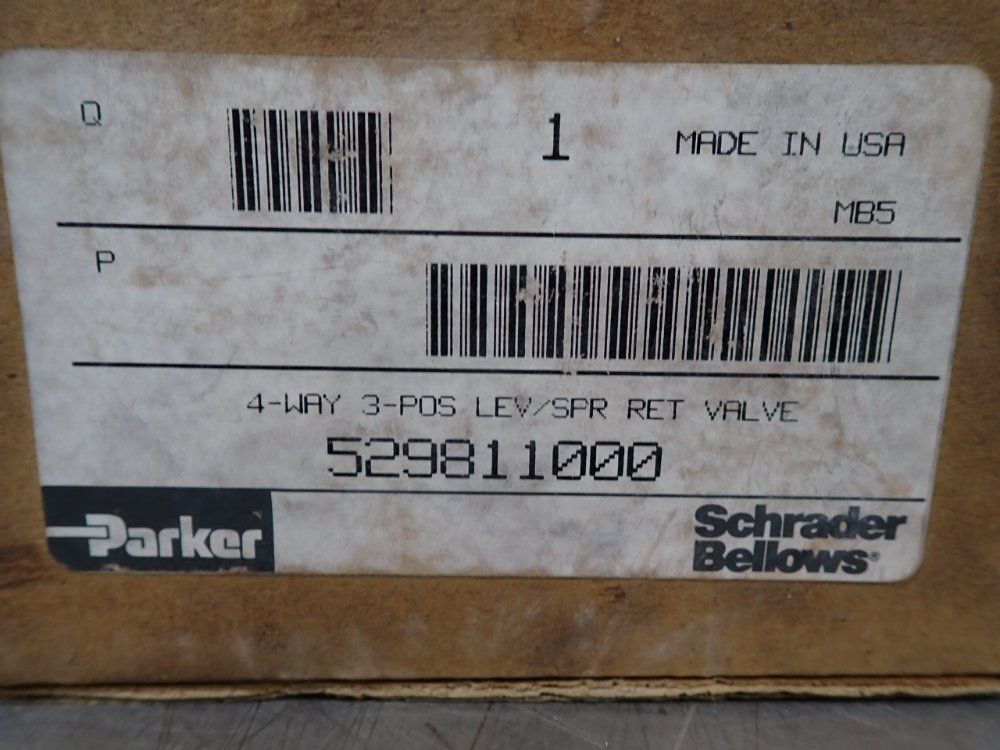 Q
1 MADE IN USA
MB5
P
4-WAY 3-POS LEV/SPR RET VALVE
529811000
Parker
Schrader
Bellows®